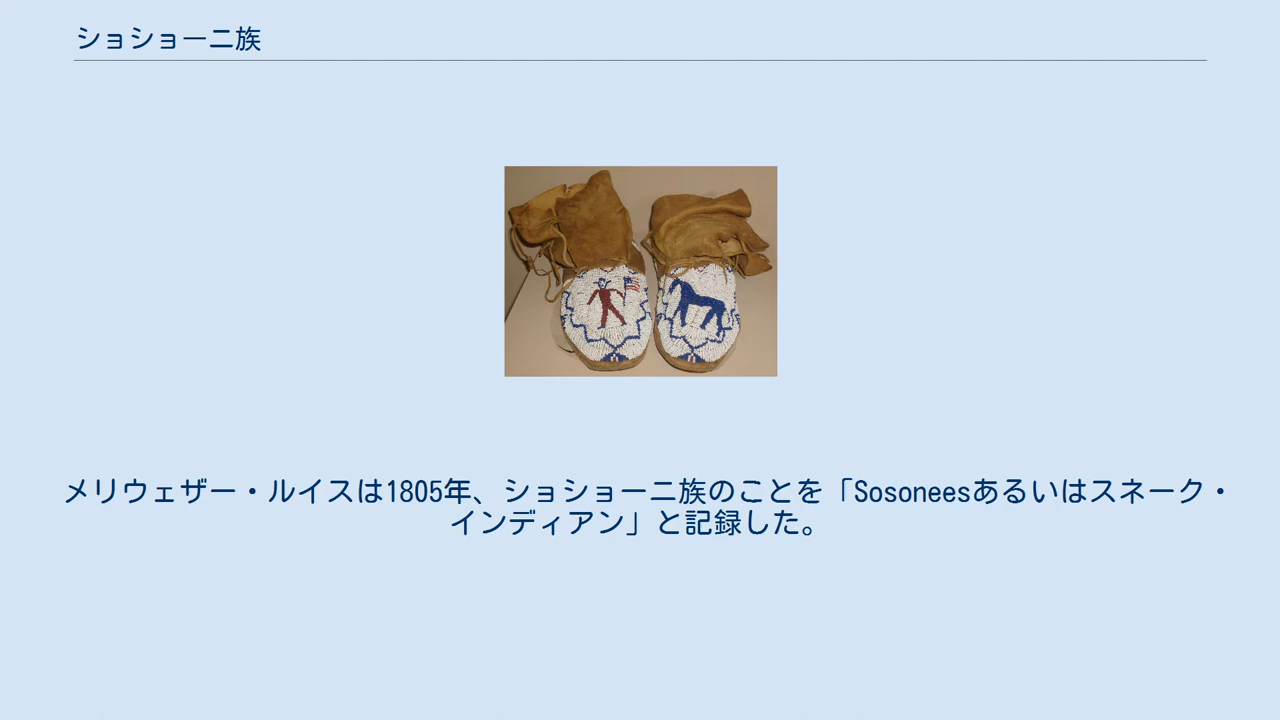 ショショーニ族
メリウェザー・ルイスは1805年、ショショーニ族のことを「Sosoneesあるいはスネーク・
インディアン」と記録した。